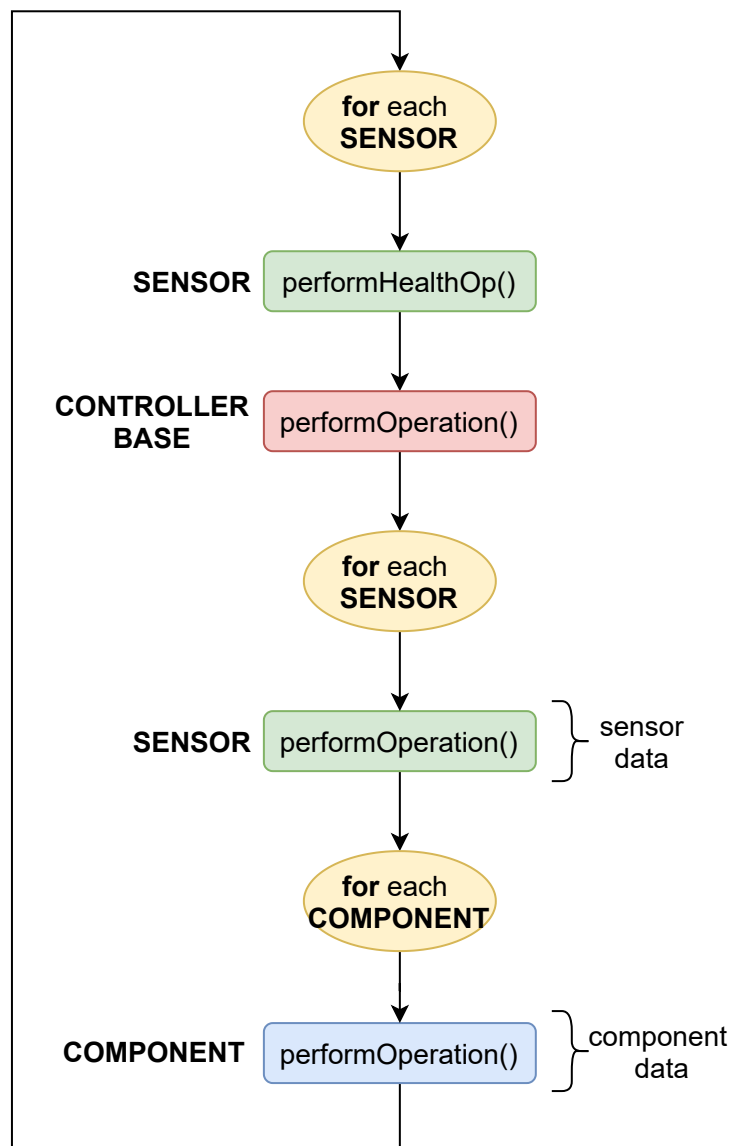 for each
SENSOR
SENSOR
performHealthOp()
CONTROLLER
BASE
performOperation()
for each
SENSOR
SENSOR
performOperation()
sensor
data
for each
COMPONENT
COMPONENT
performOperation()
component
data